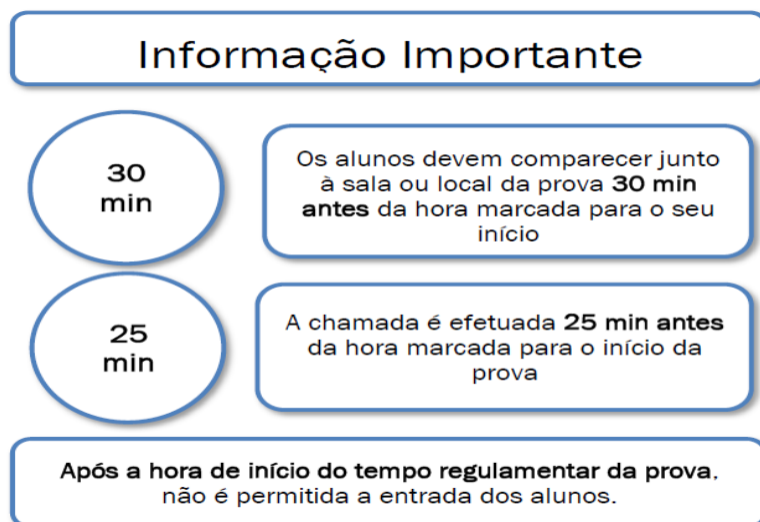 Informação Importante
30
min
Os alunos devem comparecer junto
à sala ou local da prova 30 min
antes da hora marcada para o seu
início
25
min
A chamada é efetuada 25 min antes
da hora marcada para o início da
prova
Após a hora de início do tempo regulamentar da prova,
não é permitida a entrada dos alunos.